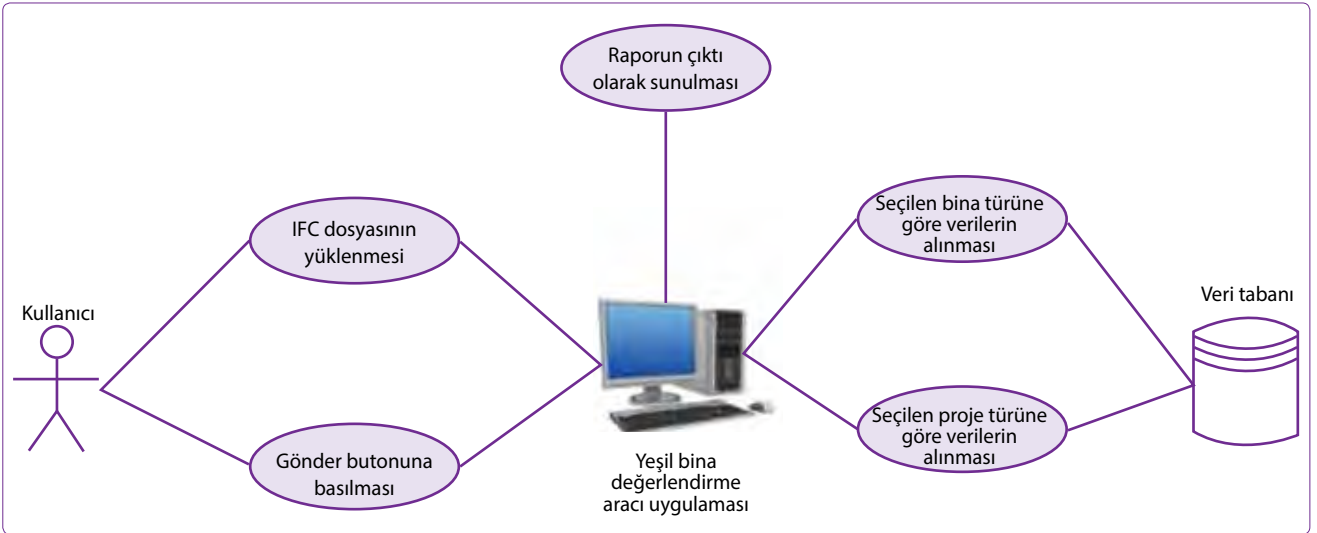 Raporun çıktı
olarak sunulması
IFC dosyasının
yüklenmesi
Seçilen bina türüne
göre verilerin
alınması
Kullanıcı
Veri tabanı
Gönder butonuna
basılması
Yeşil bina
değerlendirme
aracı uygulaması
Seçilen proje türüne
göre verilerin
alınması